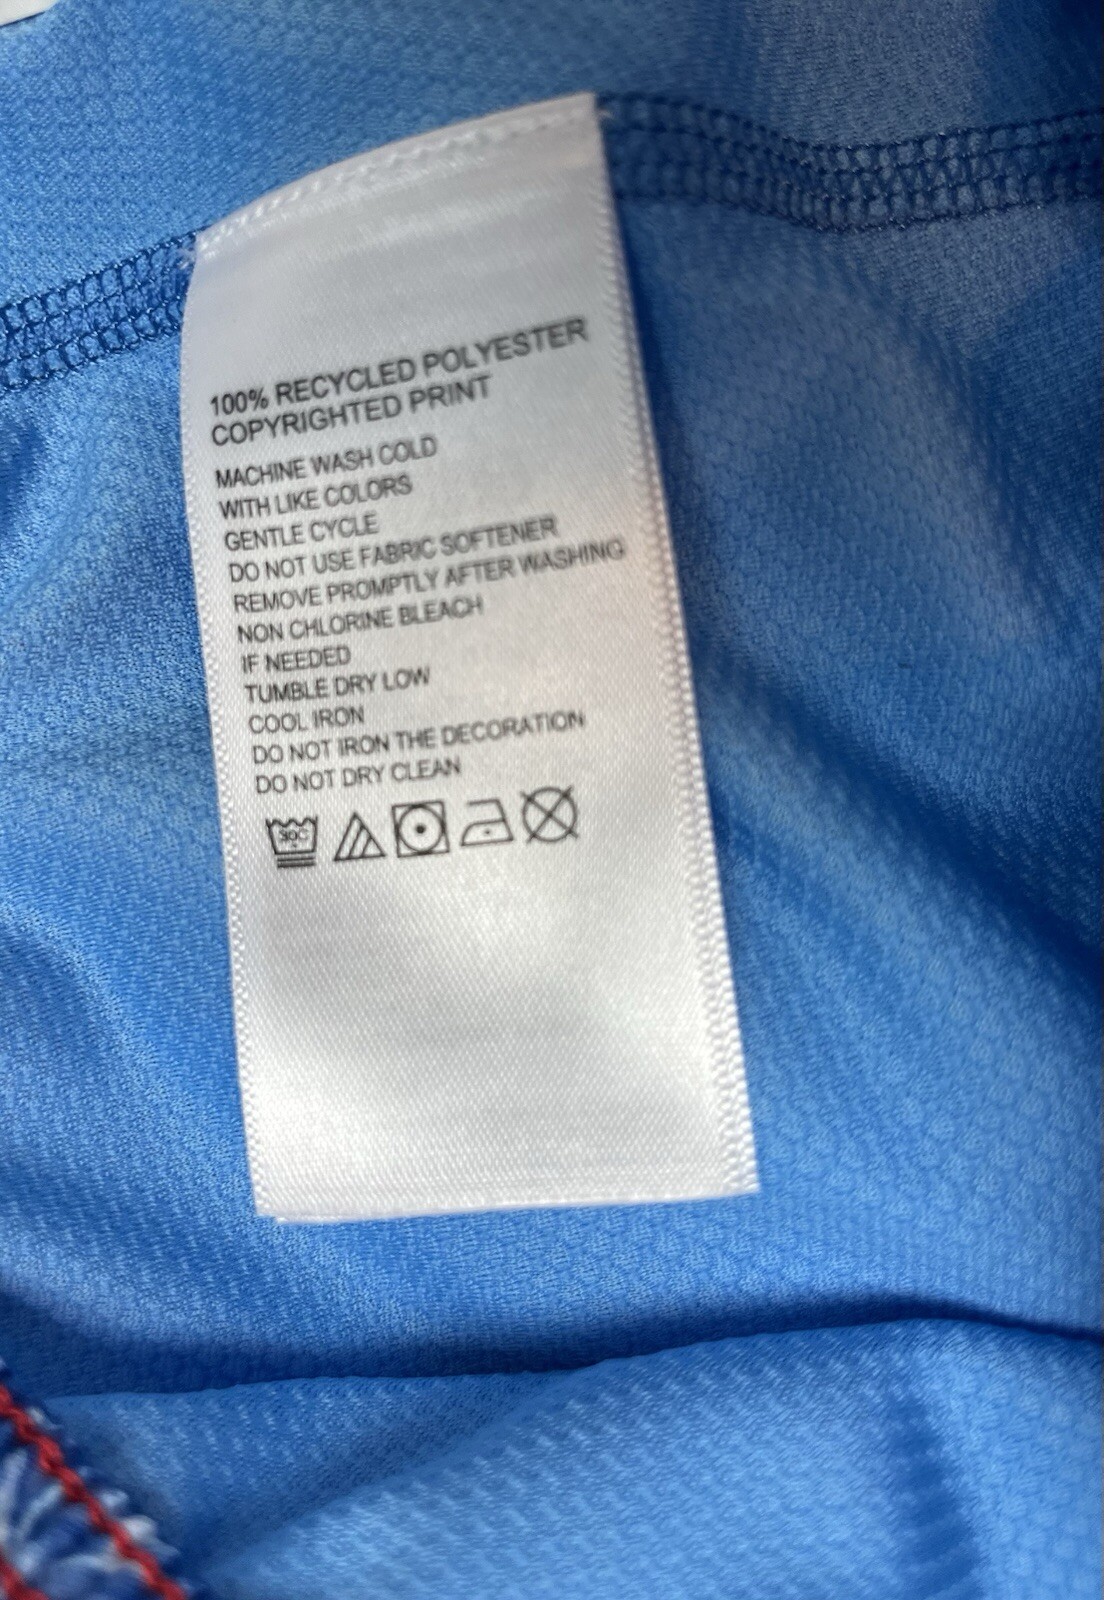 100% RECYCLED POLYESTER
COPYRIGHTED PRINT
MACHINE WASH COLD
WITH LIKE COLORS
GENTLE CYCLE
DO NOT USE FABRIC SOFTENER
REMOVE PROMPTLY AFTER WASHING
NON CHLORINE BLEACH
IF NEEDED
TUMBLE DRY LOW
COOL IRON
DO NOT IRON THE DECORATION
DO NOT DRY CLEAN
30C